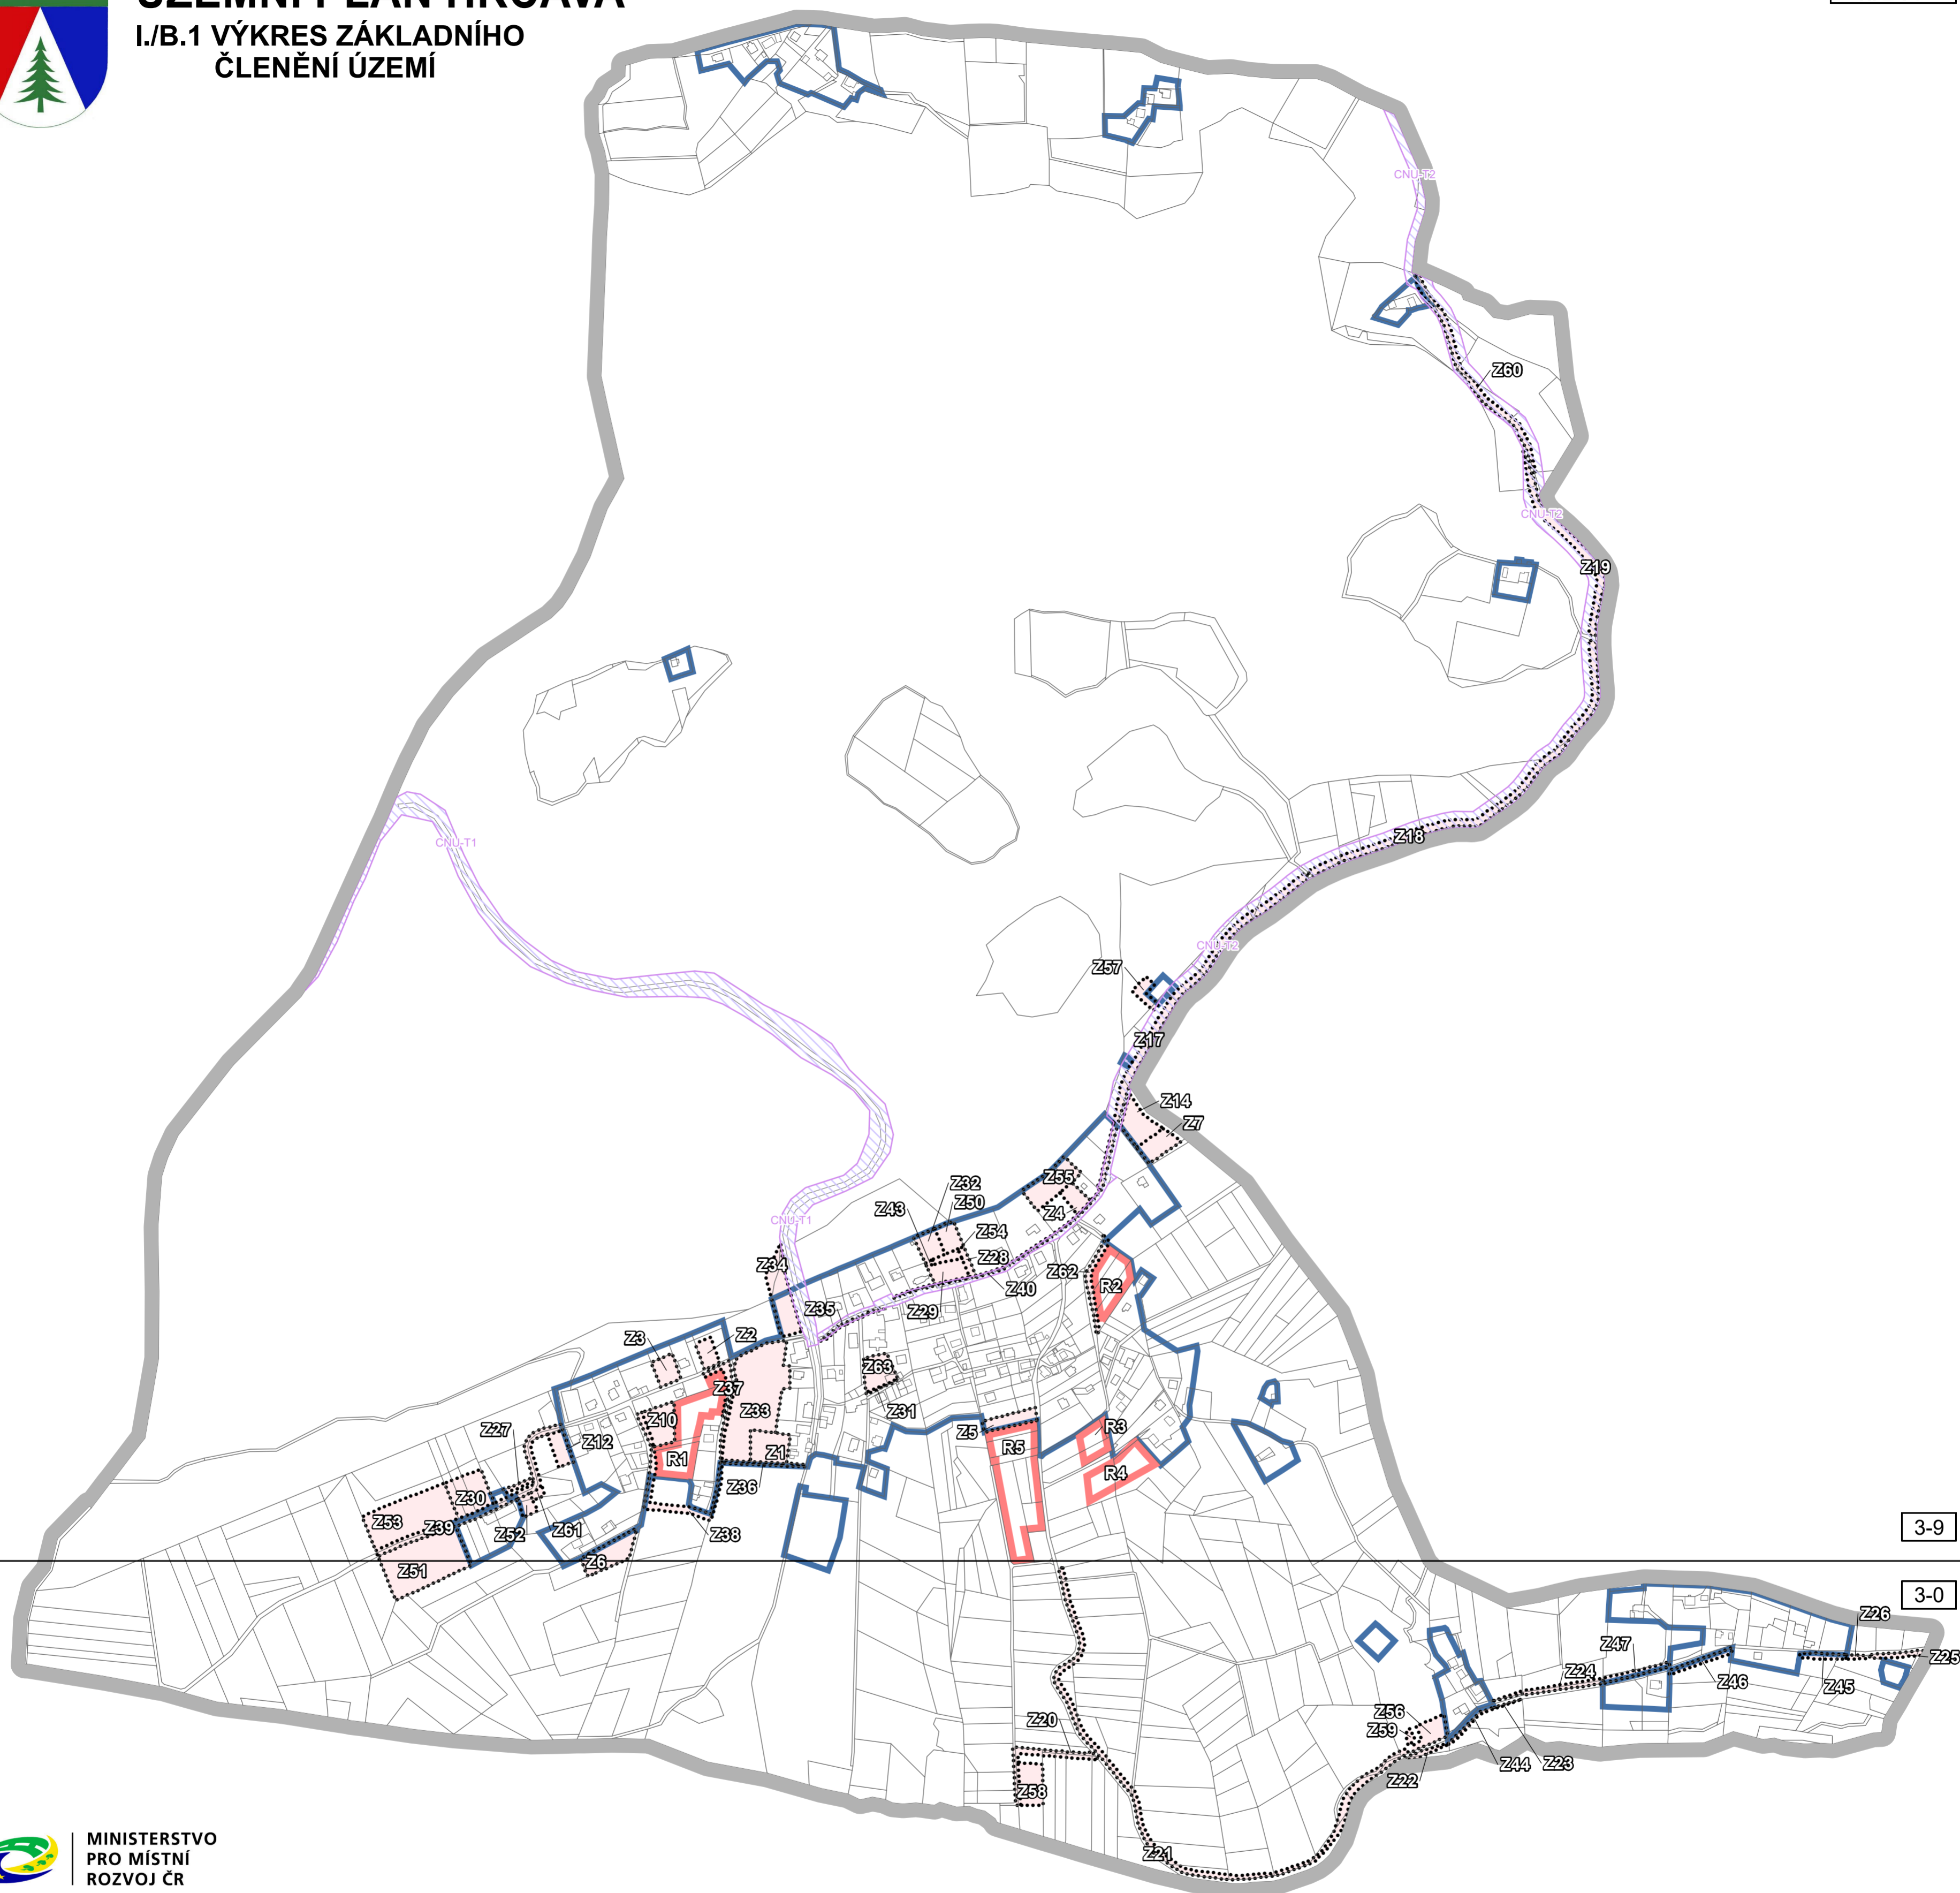 I./B.1 VÝKRES ZÁKLADNÍHO
ČLENĚNÍ ÚZEMÍ
CNU-T2
Z60
CNU-T2
Z19
Z18
CNU-T1
CNU-T2
Z57
Z17
Z14
Z7
Z55
Z32
Z50
Z43
Z4
CNU-T1
Z54
Z28
Z34
Z62
R2
Z40
Z35
Z29
Z3
Z2
Z63
Z37
Z33
Z31
Z10
Z27
Z12
Z5
R3
R5
Z1
R1
R4
Z36
Z30
Z53
Z39
Z52
Z61
Z38
3-9
Z6
Z51
3-0
Z26
Z47
Z25
Z24
Z46
Z45
Z56
Z20
Z59
Z44
Z23
Z22
Z58
Z21
MINISTERSTVO
PRO MÍSTNÍ
ROZVOJ ČR